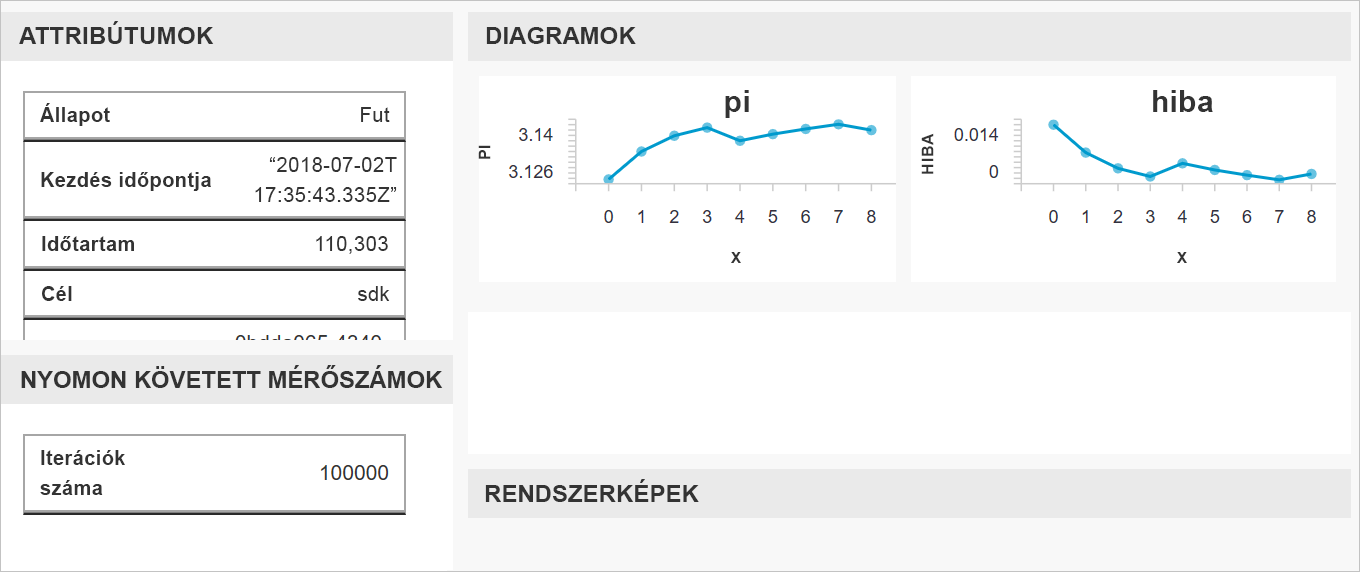 ATTRIBÚTUMOK
Állapot Fut
Kezdés időpontja “2018-07-02T
17:35:43.335Z”
Időtartam 110,303
Cél sdk
NYOMON KÖVETETT MÉRŐSZÁMOK
Iterációk
száma
100000
DIAGRAMOK
pi
PI
3.14
3.126
0 1 2 3 4 5 6 7 8
X
hiba
HIBA
0.014
0
0 1 2 3 4 5 6 7 8
X
RENDSZERKÉPEK